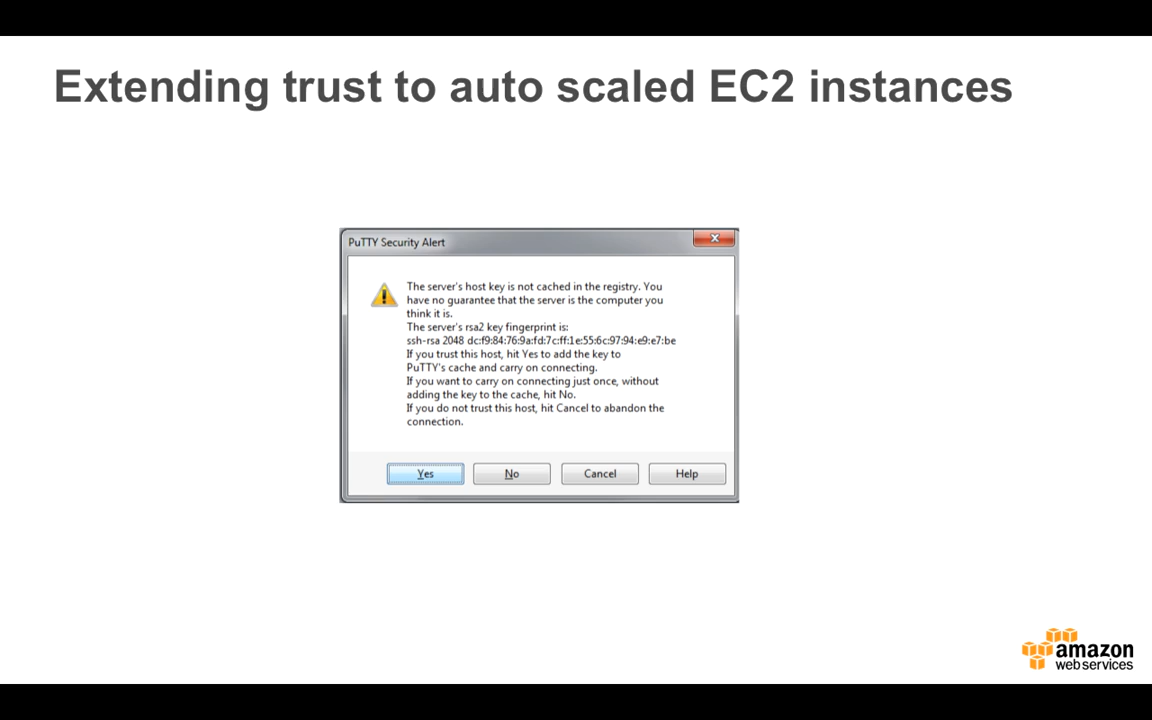 Extending trust to auto scaled EC2 instances
PuTTY Security Alert
The server's host key is not cached in the registry. You
have no guarantee that the server is the computer you
think it is.
The server's rsa2 key fingerprint is:
ssh-rsa 2048 dc:f9:84:76:9a:fd:7c:ff:1e:55:6c:97:94:e9:e7:be
If you trust this host, hit Yes to add the key to
PuTTY's cache and carry on connecting.
If you want to carry on connecting just once, without
adding the key to the cache, hit No.
If you do not trust this host, hit Cancel to abandon the
connection.
Yes No Cancel Help
amazon
webservices